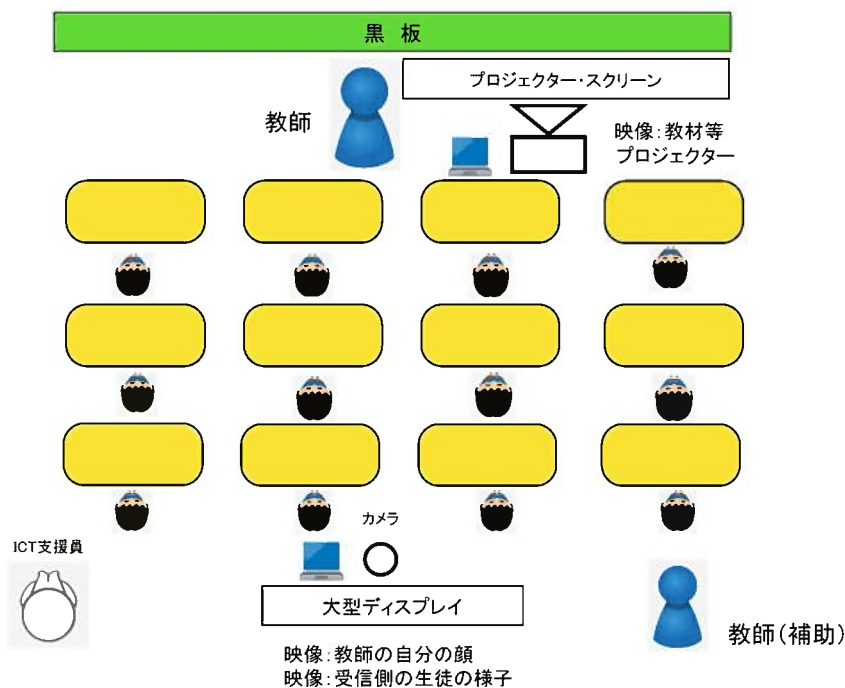 黒 板
プロジェクター・スクリーン
教師
映像：教材等
プロジェクター
カメラ
ICT支援員
大型ディスプレイ
教師（補助）
映像：教師の自分の顔
映像：受信側の生徒の様子